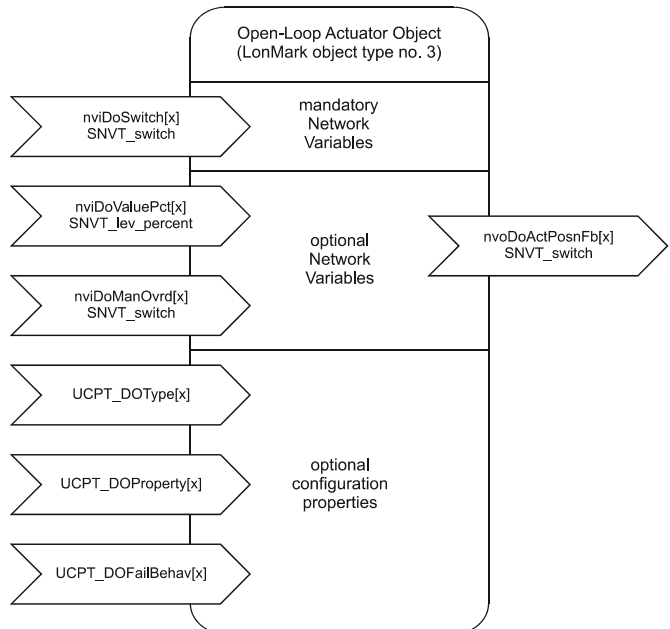 Open-Loop Actuator Object
(LonMark object type no. 3)
nviDoSwitch[x]
SNVT_switch
mandatory
Network
Variables
nviDoValuePct[x]
SNVT_lev_percent
optional
Network
Variables
nvoDoActPosnFb[x]
SNVT_switch
nviDoManOvrd[x]
SNVT_switch
UCPT_DOType[x]
UCPT_DOProperty[x]
optional
configuration
properties
UCPT_DOFailBehav[x]